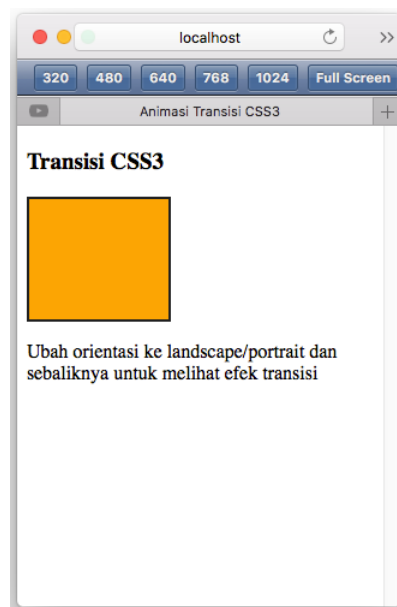 localhost
320 480 640 768 1024 Full Screen
Animasi Transisi CSS3
Transisi CSS3
Ubah orientasi ke landscape/portrait dan
sebaliknya untuk melihat efek transisi